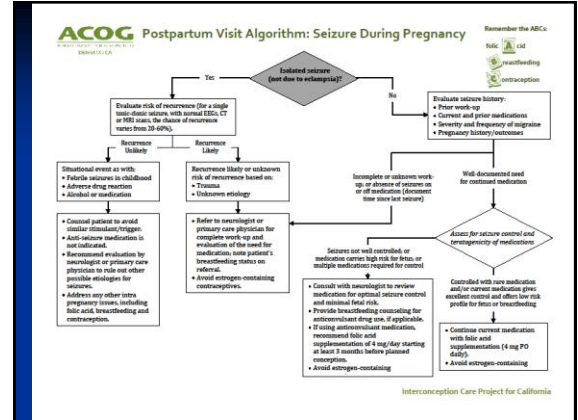 ACOG
Postpartum Visit Algorithm: Seizure During Pregnancy
Remember the ABCs:
folic A cid
B reastfeeding
C ontraception
Isolated seizure
(not due to eclampsia)?
Yes
No
Evaluate risk of recurrence (for a single
tonic-clonic seizure, with normal EEGs, CT
or MRI scans, the chance of recurrence
varies from 20-60%).
Recurrence
Unlikely
Recurrence
Likely
Situational event as with:
• Febrile seizures in childhood
• Adverse drug reaction
• Alcohol or medication
Recurrence likely or unknown
risk of recurrence based on:
• Trauma
• Unknown etiology
• Counsel patient to avoid
similar stimulant/trigger.
• Anti-seizure medication is
not indicated.
• Recommend evaluation by
neurologist or primary care
physician to rule out other
possible etiologies for
seizures.
• Address any other intra
pregnancy issues, including
folic acid, breastfeeding and
contraception.
• Refer to neurologist or
primary care physician for
complete work-up and
evaluation of the need for
medication; note patient's
breastfeeding status on
referral.
• Avoid estrogen-containing
contraceptives.
Evaluate seizure history:
• Prior work-up
• Current and prior medications
• Severity and frequency of migraine
• Pregnancy history/outcomes
Incomplete or unknown work-
up; or absence of seizures on
or off medication (document
time since last seizure)
Well-documented need
for continued medication
Assess for seizure control and
teratogenicity of medications
Seizures not well controlled; or
medication carries high risk for fetus; or
multiple medications required for control
Controlled with rare medication
and/or current medication gives
excellent control and offers low risk
profile for fetus or breastfeeding
• Consult with neurologist to review
medication for optimal seizure control
and minimal fetal risk.
• Provide breastfeeding counseling for
anticonvulsant drug use, if applicable.
• If using anticonvulsant medication,
recommend folic acid
supplementation of 4 mg/day starting
at least 3 months before planned
conception.
• Avoid estrogen-containing
• Continue current medication
with folic acid
supplementation (4 mg PO
daily).
• Avoid estrogen-containing
Interconception Care Project for California